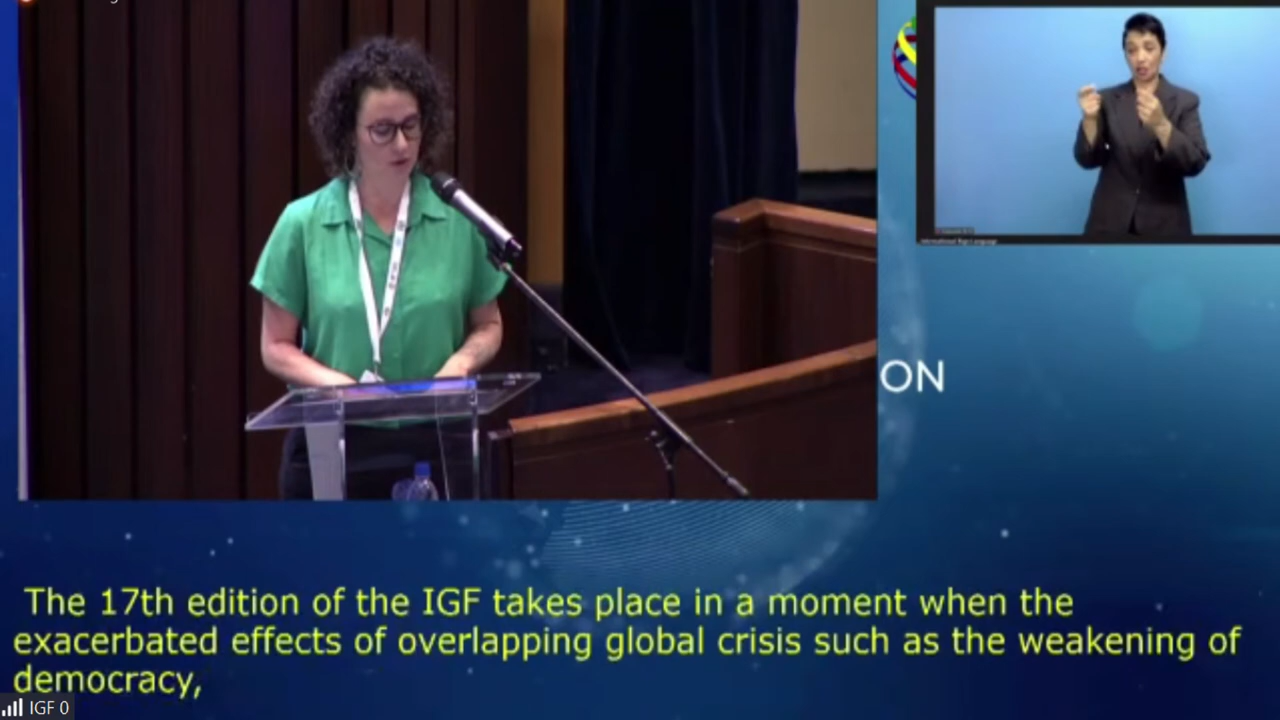 ON
The 17th edition of the IGF takes place in a moment when the
exacerbated effects of overlapping global crisis such as the weakening of
democracy,
IGF 0